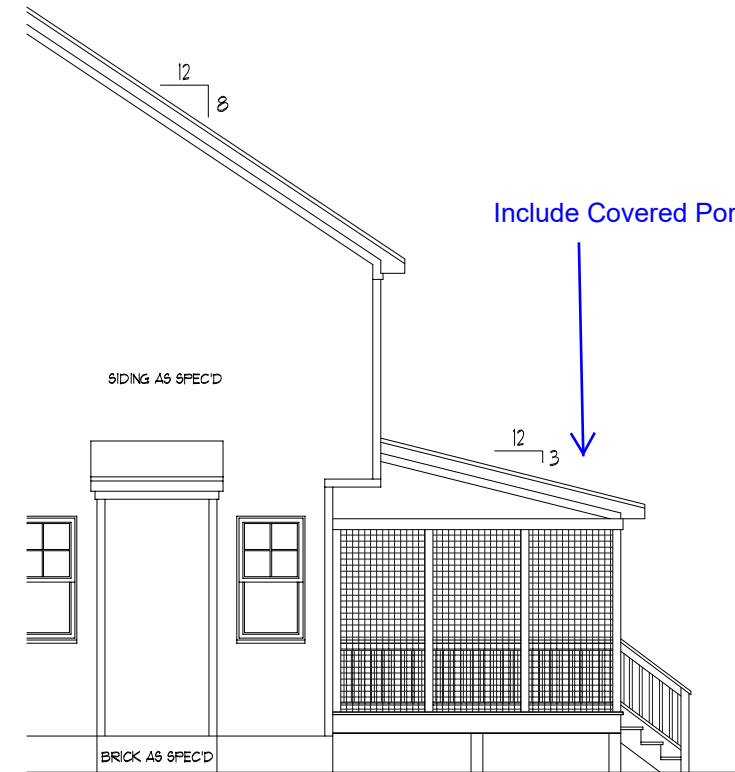 12
8
Include Covered Por
SIDING AS SPEC'D
12
3
BRICK AS SPEC'D